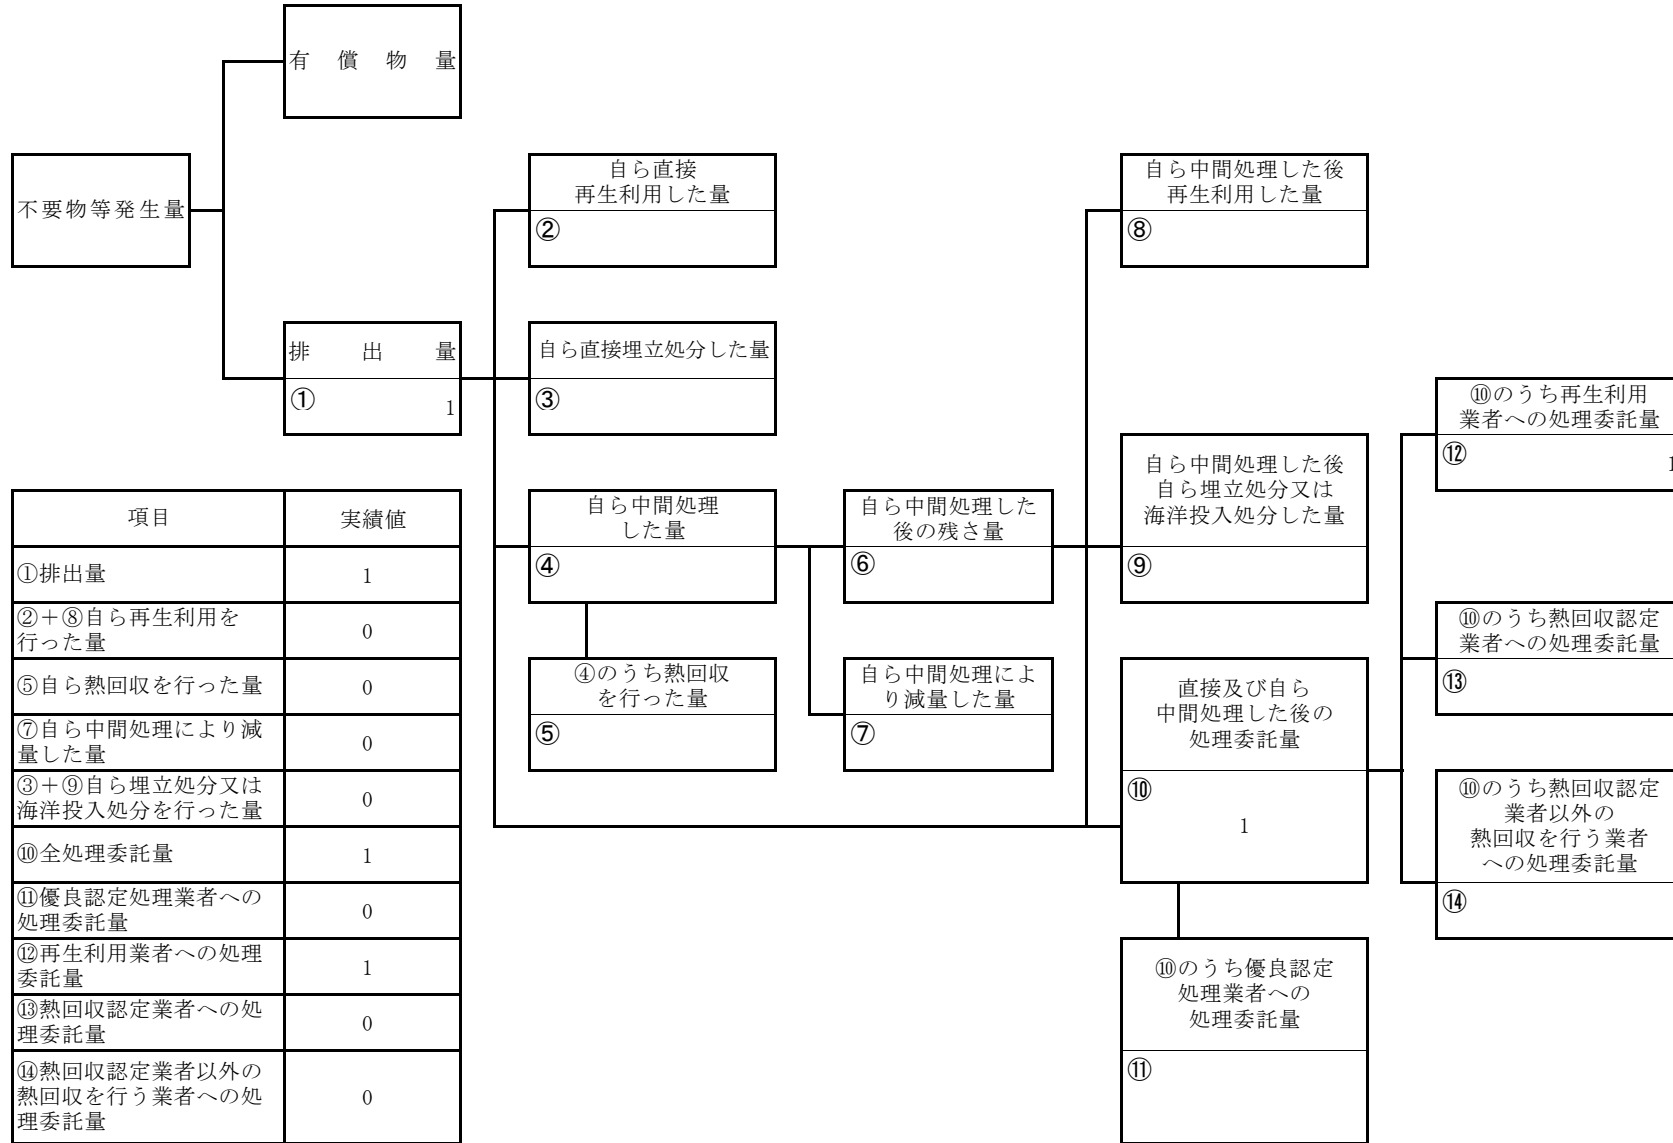 有償物量
不要物等発生量
自ら直接
再生利用した量
②
自ら中間処理した後
再生利用した量
⑧
排出量
①
1
自ら直接埋立処分した量
③
⑩のうち再生利用
業者への処理委託量
⑫
1
自ら中間処理した後
自ら埋立処分又は
海洋投入処分した量
⑨
自ら中間処理
した量
④
自ら中間処理した
後の残さ量
⑥
④のうち熱回収
を行った量
⑤
自ら中間処理によ
り減量した量
⑦
⑩のうち熱回収認定
業者への処理委託量
⑬
直接及び自ら
中間処理した後の
処理委託量
⑩
1
⑩のうち熱回収認定
業者以外の
熱回収を行う業者
への処理委託量
⑭
⑩のうち優良認定
処理業者への
処理委託量
⑪
項目 実績値
①排出量 1
②＋⑧自ら再生利用を
行った量 0
⑤自ら熱回収を行った量 0
⑦自ら中間処理により減
量した量 0
③＋⑨自ら埋立処分又は
海洋投入処分を行った量 0
⑩全処理委託量 1
⑪優良認定処理業者への
処理委託量 0
⑫再生利用業者への処理
委託量 1
⑬熱回収認定業者への処
理委託量 0
⑭熱回収認定業者以外の
熱回収を行う業者への処 0
理委託量